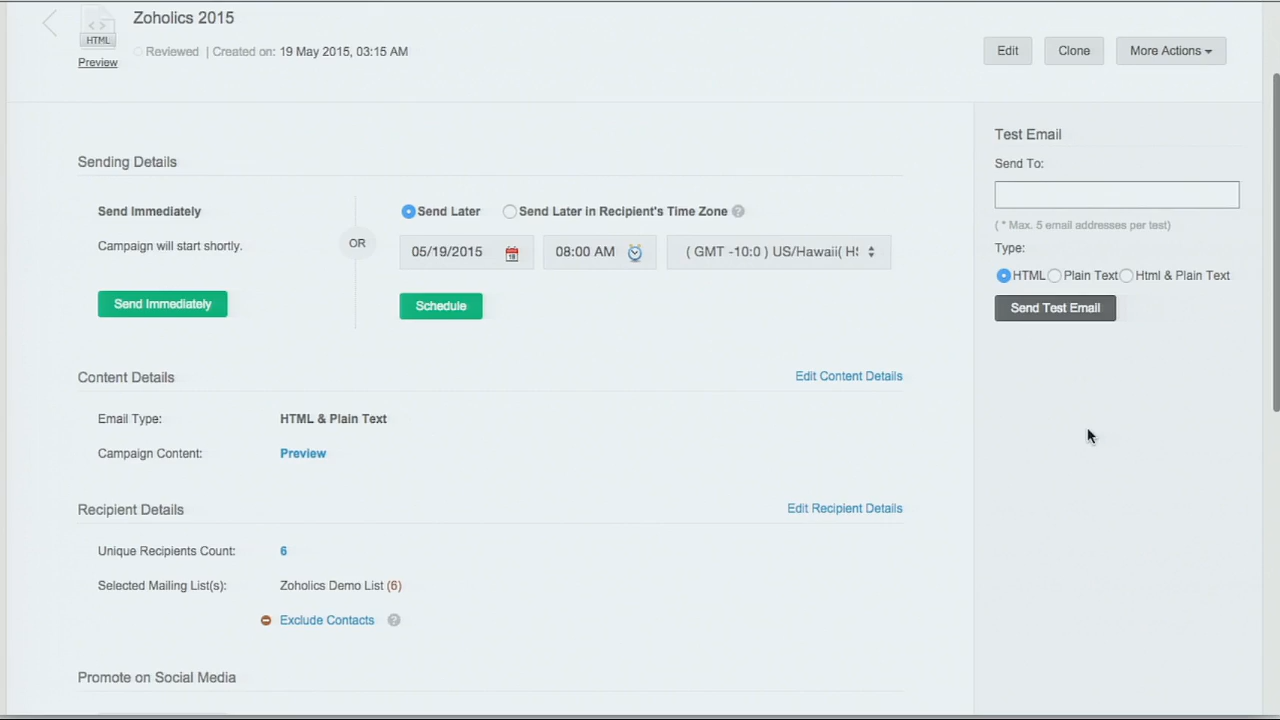 Zoholics 2015
HTML
Reviewed | Created on: 19 May 2015, 03:15 AM
Preview
Edit
Clone
More Actions
Sending Details
Send Immediately
Campaign will start shortly.
Send Immediately
OR
Send Later
Send Later in Recipient's Time Zone ?
05/19/2015
18
08:00 AM
( GMT -10:0 ) US/Hawaii( HS
Schedule
Content Details
Edit Content Details
Email Type: HTML & Plain Text
Campaign Content: Preview
Recipient Details
Edit Recipient Details
Unique Recipients Count: 6
Selected Mailing List(s): Zoholics Demo List (6)
Exclude Contacts ?
Promote on Social Media
Test Email
Send To:
( * Max. 5 email addresses per test)
Type:
HTML Plain Text Html & Plain Text
Send Test Email